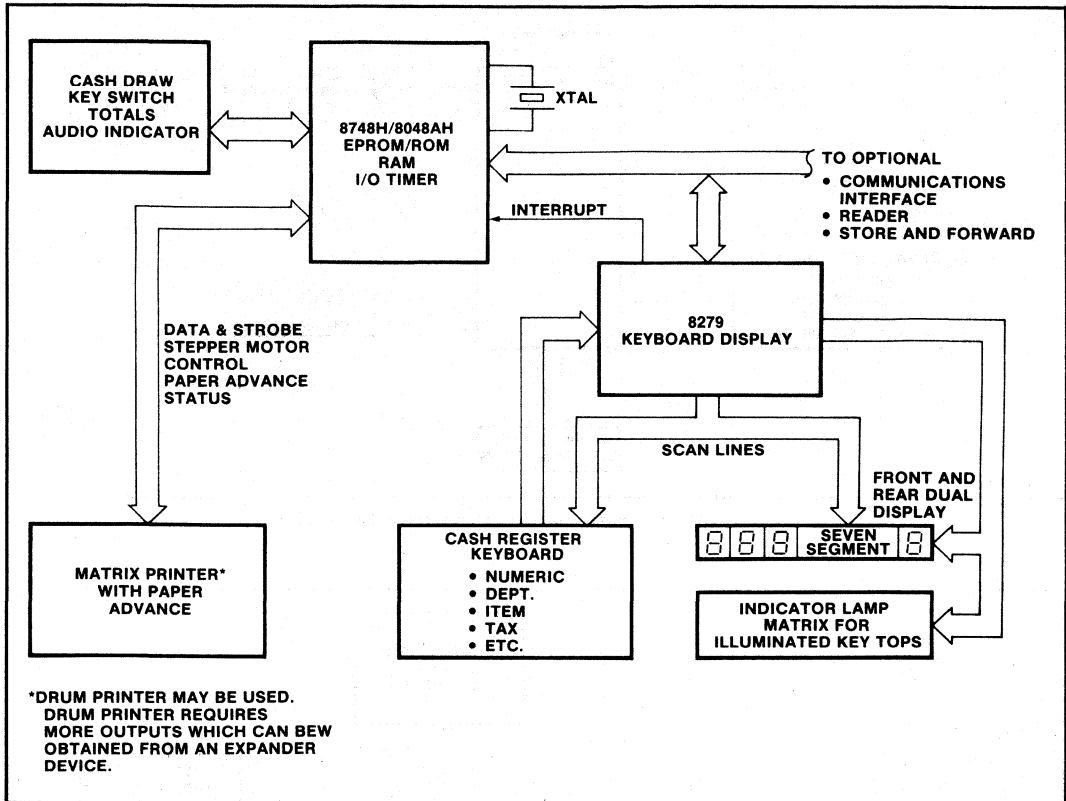 CASH DRAW
KEY SWITCH
TOTALS
AUDIO INDICATOR
8748H/8048AH
EPROM/ROM
RAM
I/O TIMER
XTAL
TO OPTIONAL
• COMMUNICATIONS
INTERFACE
• READER
• STORE AND FORWARD
INTERRUPT
8279
KEYBOARD DISPLAY
DATA & STROBE
STEPPER MOTOR
CONTROL
PAPER ADVANCE
STATUS
SCAN LINES
FRONT AND
REAR DUAL
DISPLAY
MATRIX PRINTER*
WITH PAPER
ADVANCE
CASH REGISTER
KEYBOARD
• NUMERIC
• DEPT.
• ITEM
• TAX
• ETC.
8 8 8 SEVEN SEGMENT 8
INDICATOR LAMP
MATRIX FOR
ILLUMINATED KEY TOPS
*DRUM PRINTER MAY BE USED.
DRUM PRINTER REQUIRES
MORE OUTPUTS WHICH CAN BEW
OBTAINED FROM AN EXPANDER
DEVICE.